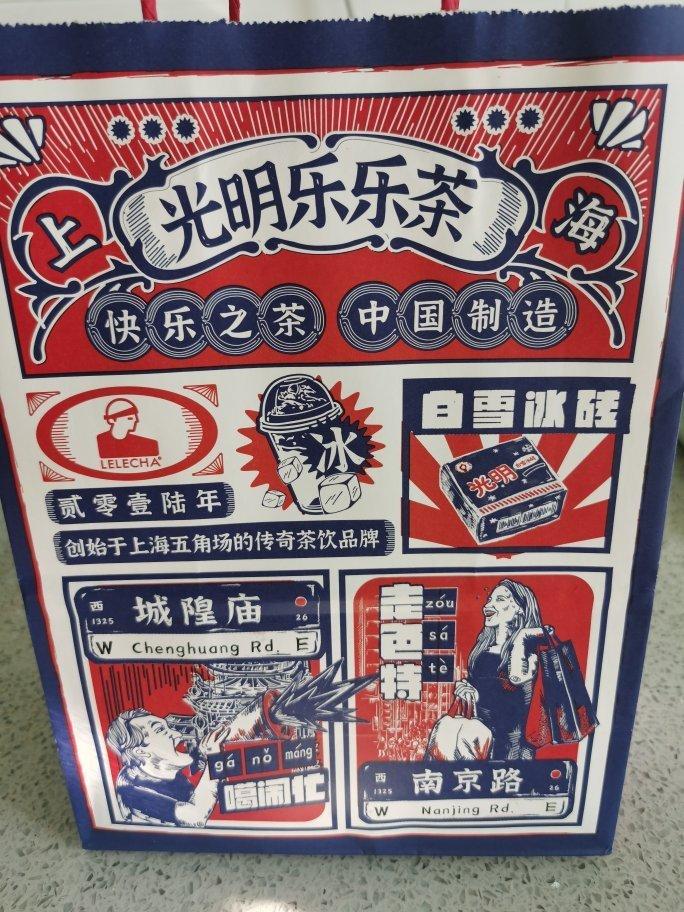 光明乐乐茶
上 海
快乐之茶 中国制造
LELECHA®
贰零壹陆年
创始于上海五角场的传奇茶饮品牌
冰
白雪冰砖
光明
西 城隍庙
1325 26
W Chenghuang Rd. E
gá nǒ máng
噶闹忙
走色特
zóu
sá
tè
西 南京路
1325 26
W Nanjing Rd. E